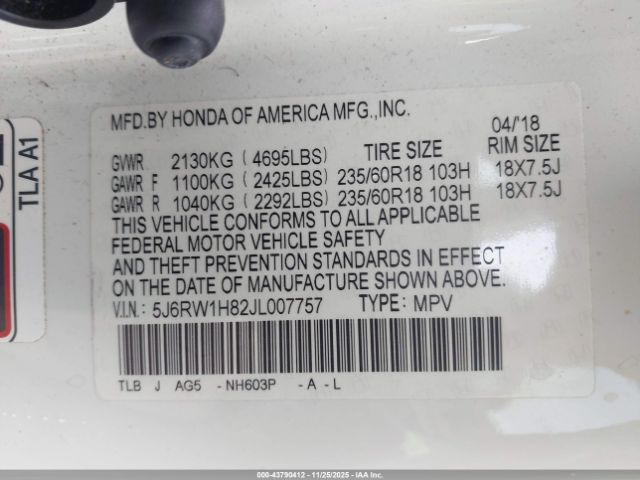 MFD.BY HONDA OF AMERICA MFG.,INC.
04/'18
GVWR 2130KG ( 4695LBS) TIRE SIZE RIM SIZE
GAWR F 1100KG ( 2425LBS) 235/60R18 103H 18X7.5J
GAWR R 1040KG ( 2292LBS) 235/60R18 103H 18X7.5J
THIS VEHICLE CONFORMS TO ALL APPLICABLE
FEDERAL MOTOR VEHICLE SAFETY
AND THEFT PREVENTION STANDARDS IN EFFECT
ON THE DATE OF MANUFACTURE SHOWN ABOVE.
V.I.N.: 5J6RW1H82JL007757 TYPE: MPV
TLB J AG5 -NH603P -A-L
TLA A1
000-43790412 - 11/25/2025 - IAA Inc.